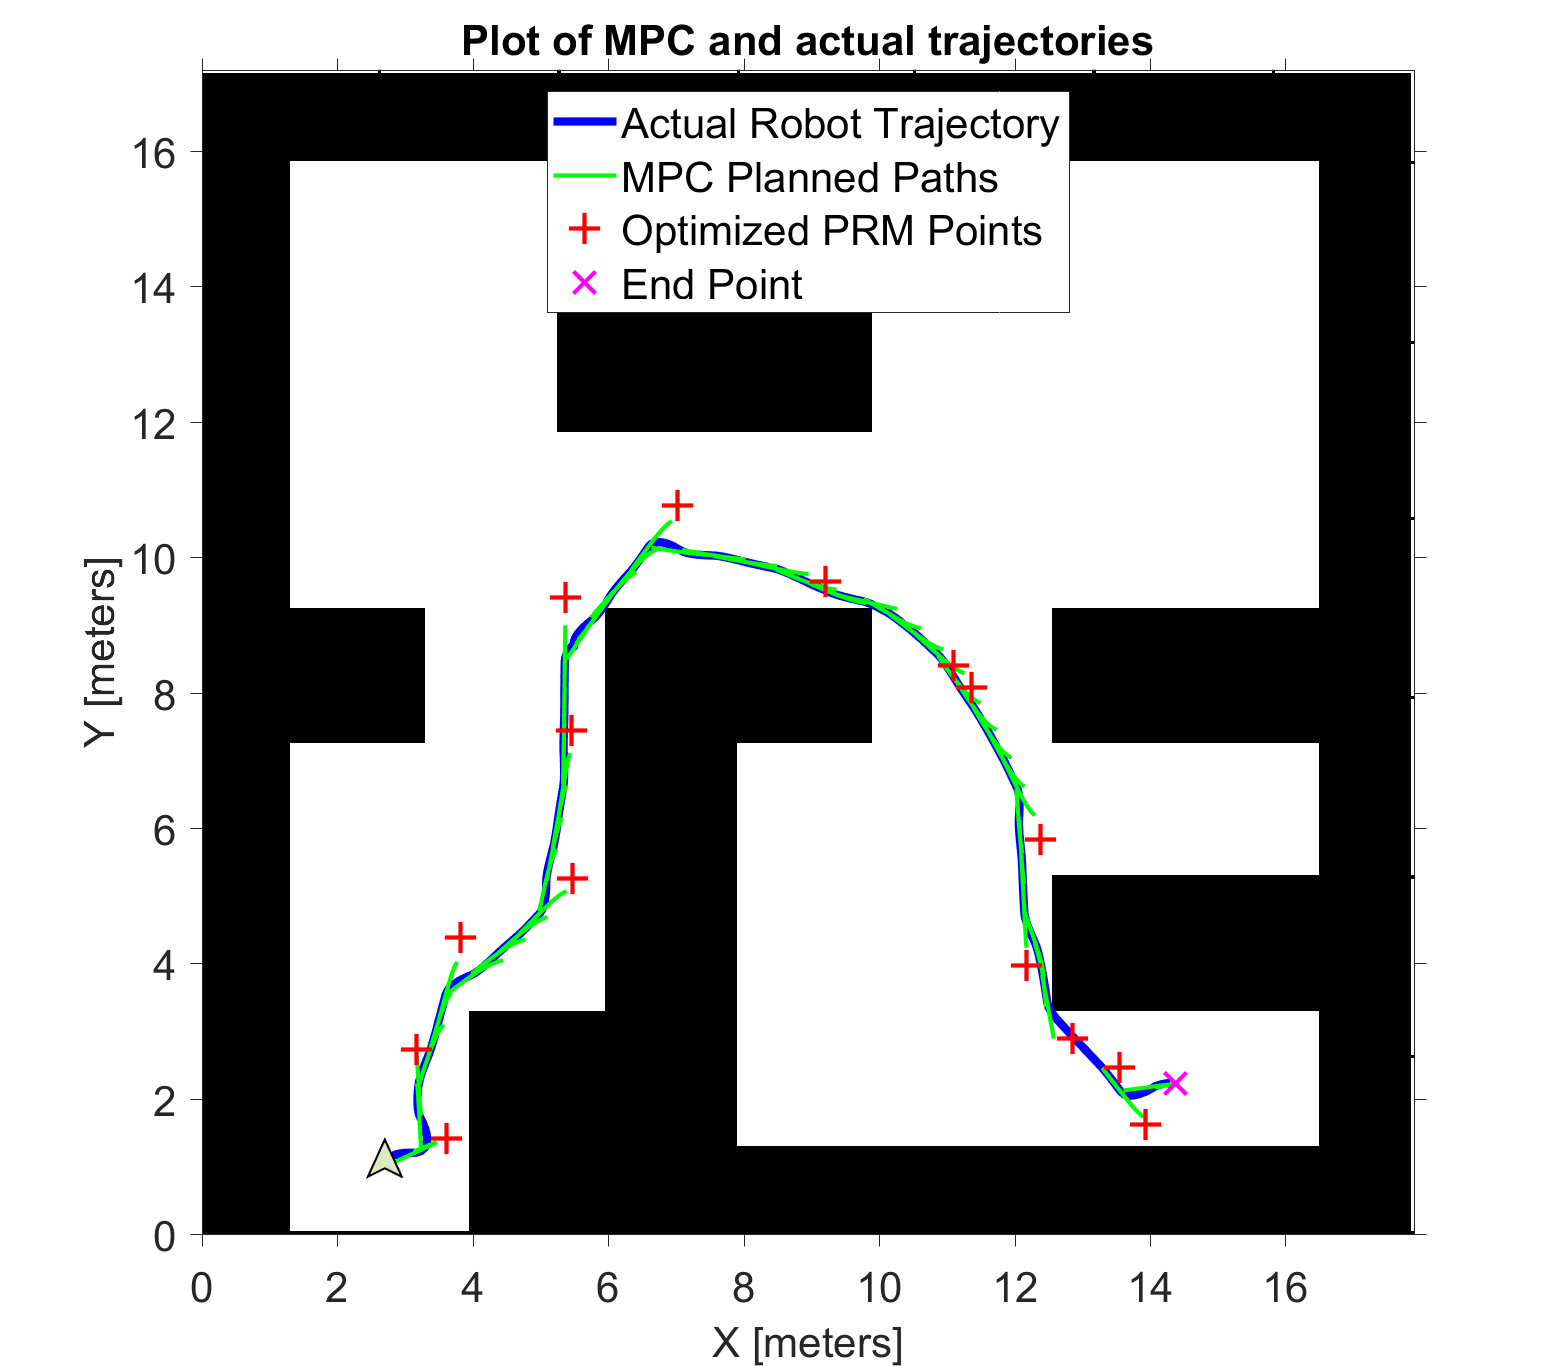 Plot of MPC and actual trajectories
Actual Robot Trajectory
MPC Planned Paths
Optimized PRM Points
End Point
16
14
12
10
8
6
4
2
0
Y [meters]
0 2 4 6 8 10 12 14 16
X [meters]